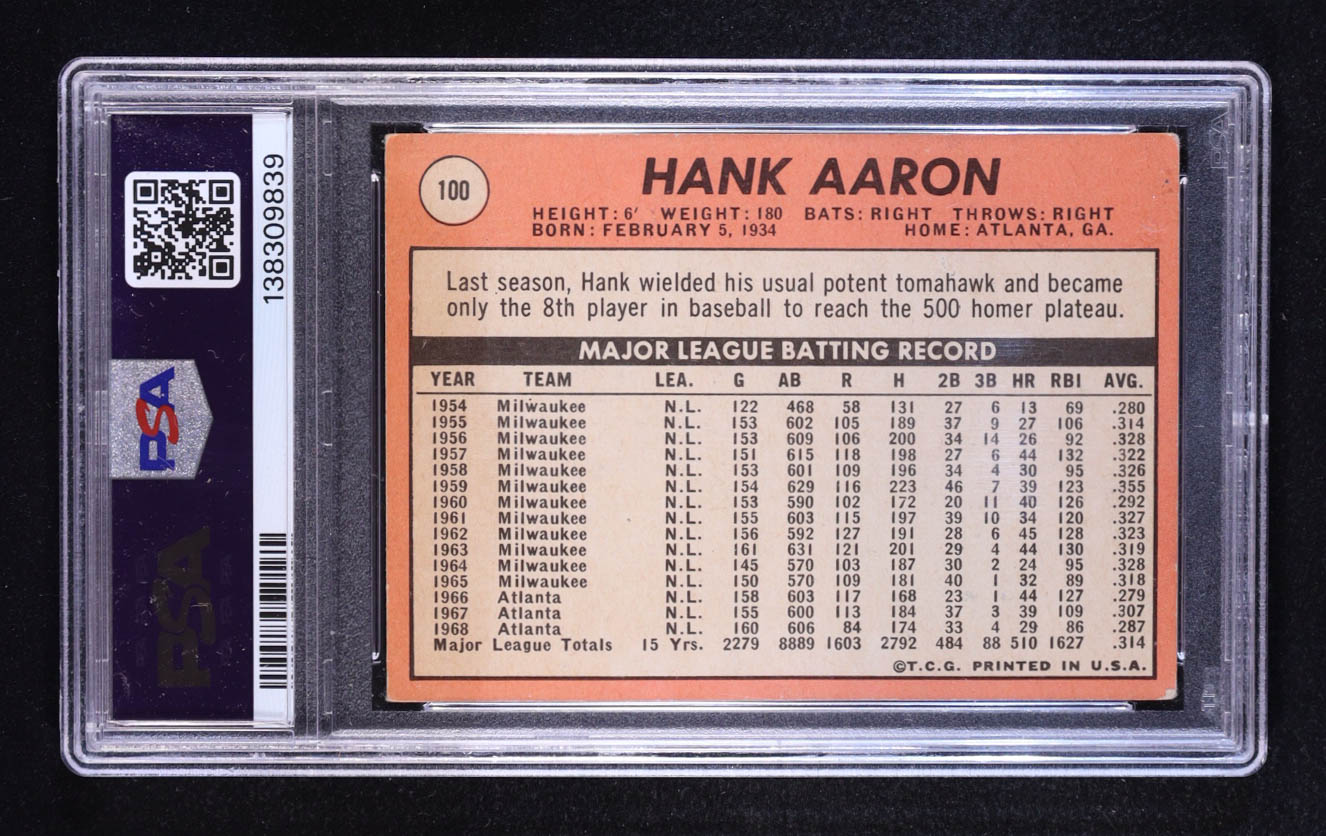 138309839
PSA
PSA
100
HANK AARON
HEIGHT: 6' WEIGHT: 180 BATS: RIGHT THROWS: RIGHT
BORN: FEBRUARY 5, 1934 HOME: ATLANTA, GA.
Last season, Hank wielded his usual potent tomahawk and became
only the 8th player in baseball to reach the 500 homer plateau.
MAJOR LEAGUE BATTING RECORD
YEAR TEAM LEA. G AB R H 2B 3B HR RBI AVG.
1954 Milwaukee N.L. 122 468 58 131 27 6 13 69 .280
1955 Milwaukee N.L. 153 602 105 189 37 9 27 106 .314
1956 Milwaukee N.L. 153 609 106 200 34 14 26 92 .328
1957 Milwaukee N.L. 151 615 118 198 27 6 44 132 .322
1958 Milwaukee N.L. 153 601 109 196 34 4 30 95 .326
1959 Milwaukee N.L. 154 629 116 223 46 7 39 123 .355
1960 Milwaukee N.L. 153 590 102 172 20 11 40 126 .292
1961 Milwaukee N.L. 155 603 115 197 39 10 34 120 .327
1962 Milwaukee N.L. 156 592 127 191 28 6 45 128 .323
1963 Milwaukee N.L. 161 631 121 201 29 4 44 130 .319
1964 Milwaukee N.L. 145 570 103 187 30 2 24 95 .328
1965 Milwaukee N.L. 150 570 109 181 40 1 32 89 .318
1966 Atlanta N.L. 158 603 117 168 23 1 44 127 .279
1967 Atlanta N.L. 155 600 113 184 37 3 39 109 .307
1968 Atlanta N.L. 160 606 84 174 33 4 29 86 .287
Major League Totals 15 Yrs. 2279 8889 1603 2792 484 88 510 1627 .314
©T.C.G. PRINTED IN U.S.A.